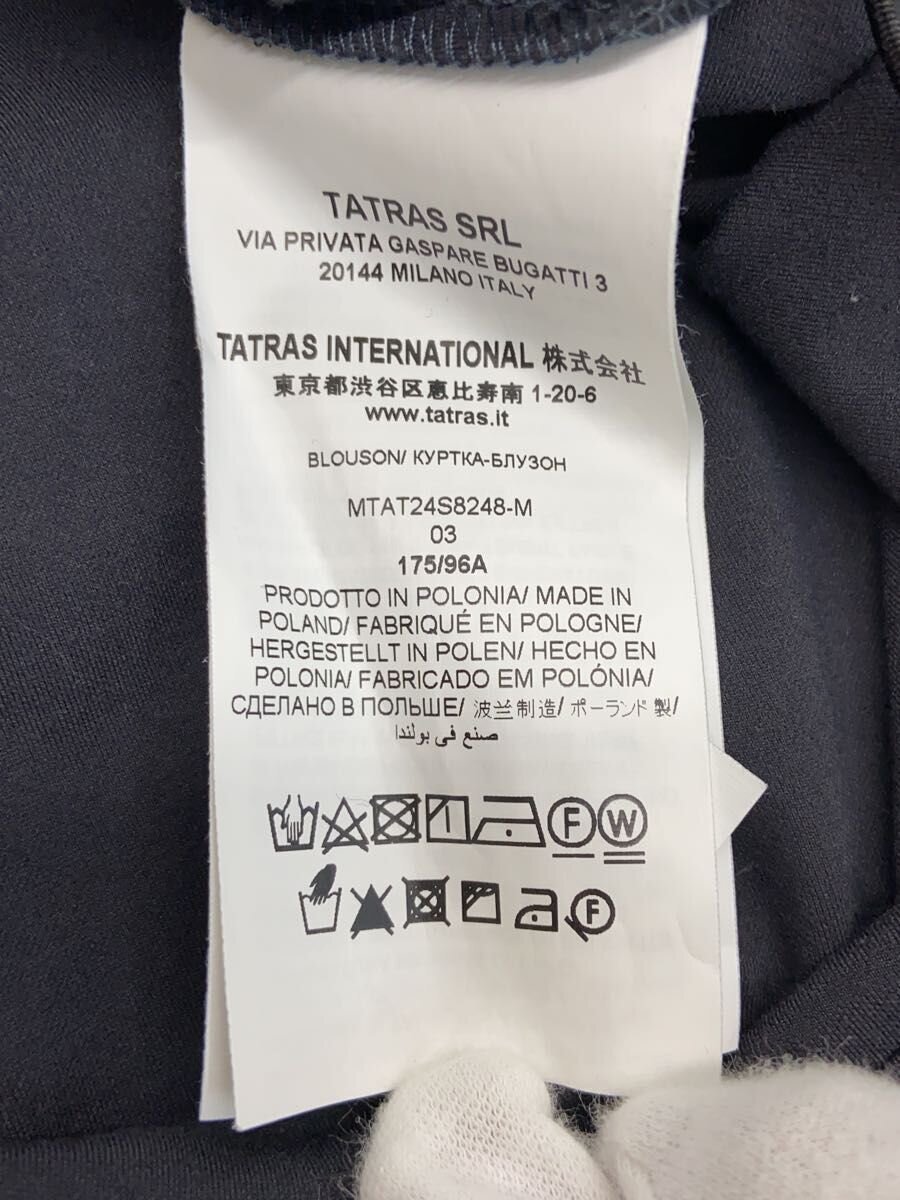 TATRAS SRL
VIA PRIVATA GASPARE BUGATTI 3
20144 MILANO ITALY
TATRAS INTERNATIONAL 株式会社
東京都渋谷区恵比寿南 1-20-6
www.tatras.it
BLOUSON/ КУРТКА-БЛУЗОН
MTAT24S8248-M
03
175/96A
PRODOTTO IN POLONIA/ MADE IN
POLAND/ FABRIQUÉ EN POLOGNE/
HERGESTELLT IN POLEN/ HECHO EN
POLONIA/ FABRICADO EM POLÓNIA/
СДЕЛАНО В ПОЛЬШЕ/ 波兰制造/ ポーランド製/
صنع في بولندا
F W
F